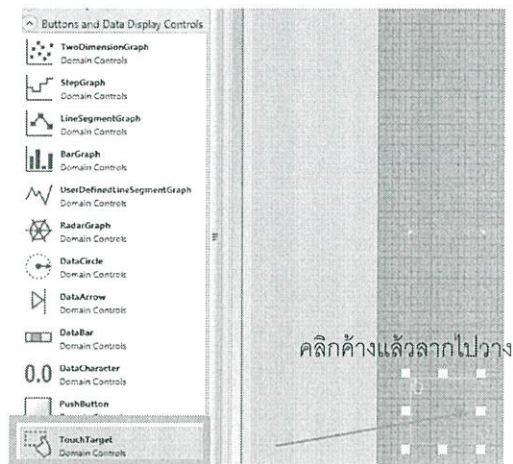 Buttons and Data Display Controls
TwoDimensionGraph
Domain Controls
StepGraph
Domain Controls
LineSegmentGraph
Domain Controls
BarGraph
Domain Controls
UserDefinedLineSegmentGraph
Domain Controls
RadarGraph
Domain Controls
DataCircle
Domain Controls
DataArrow
Domain Controls
DataBar
Domain Controls
0.0 DataCharacter
Domain Controls
PushButton
TouchTarget
Domain Controls
คลิกค้างแล้วลากไปวาง